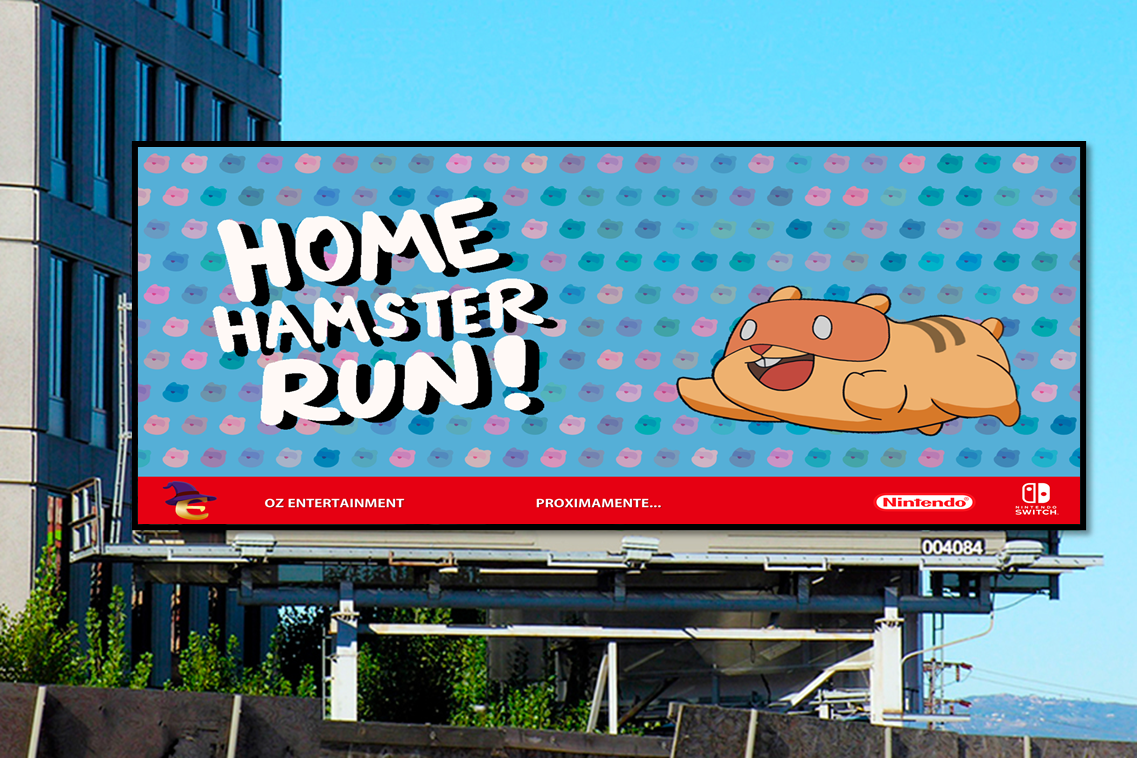 HOME
HAMSTER
RUN!
OZ ENTERTAINMENT
PROXIMAMENTE...
Nintendo
NINTENDO
SWITCH
004084